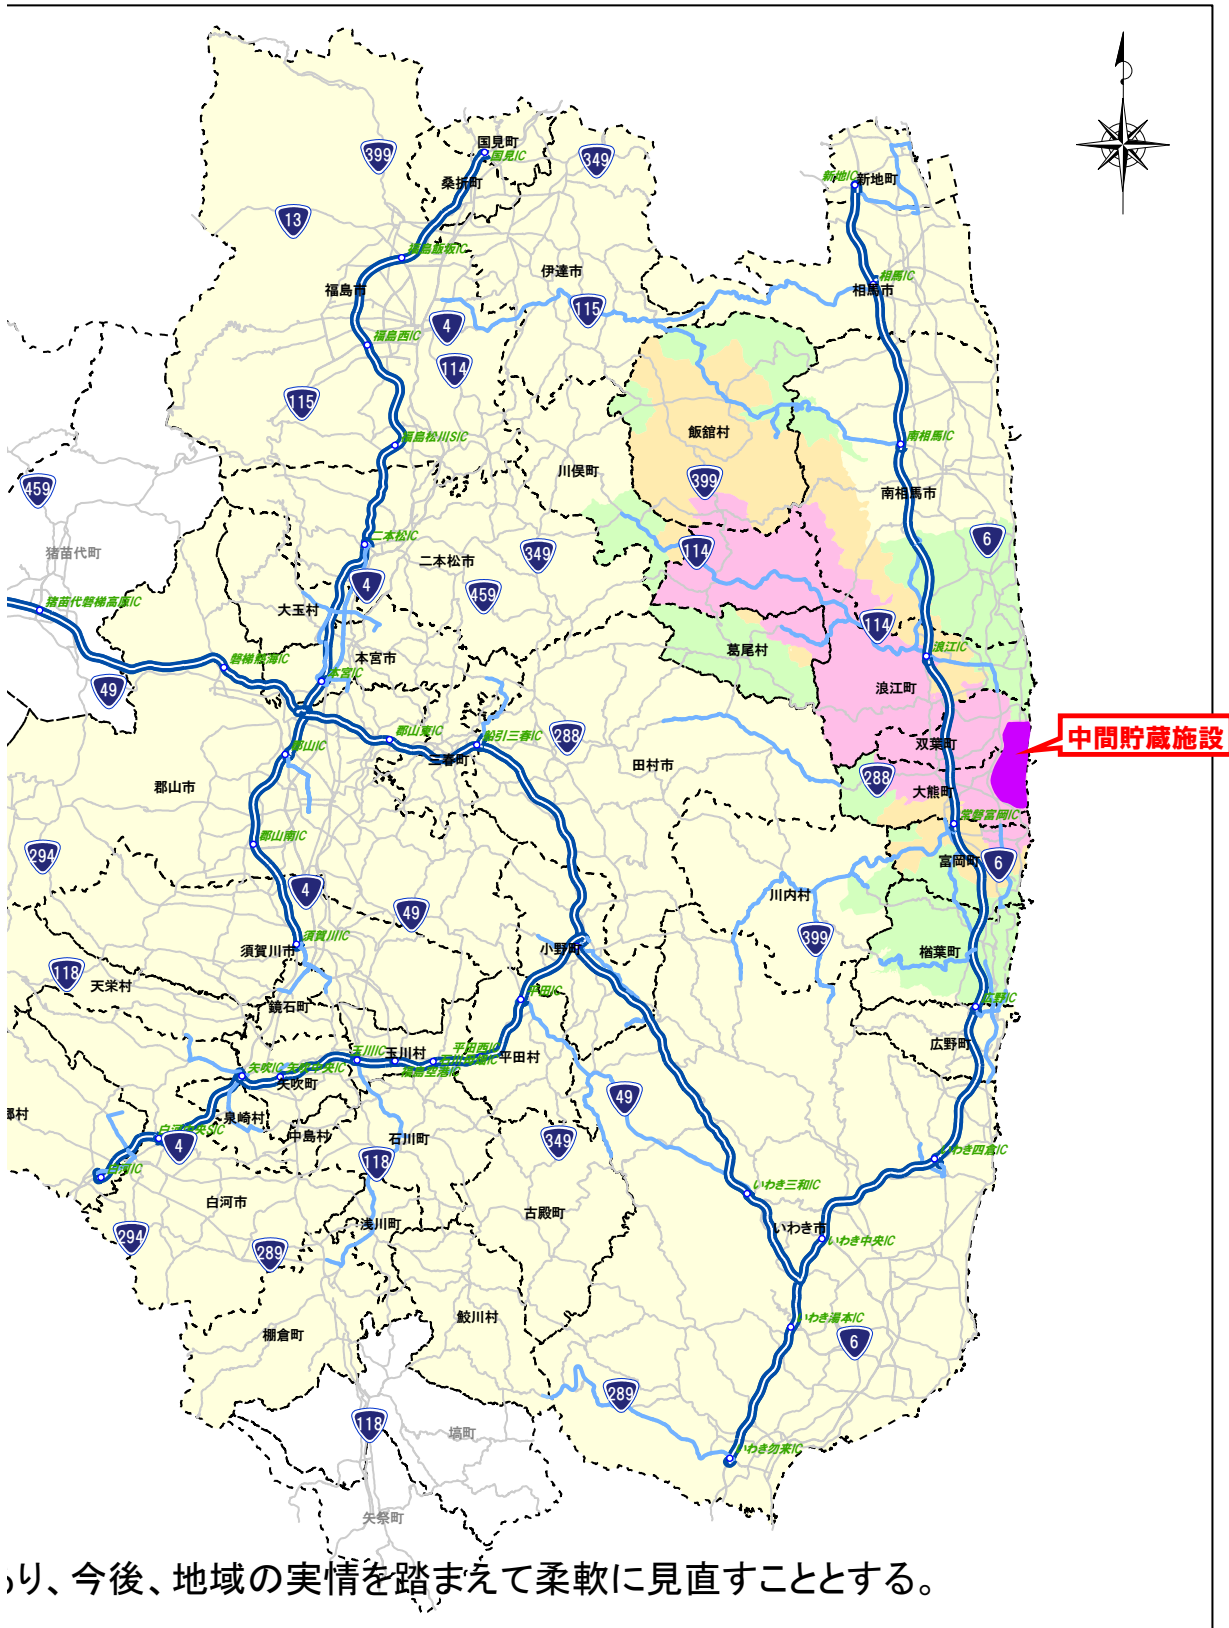 国見町
国見IC
399
349
桑折町
新地IC
新地町
13
福島飯坂IC
伊達市
相馬IC
相馬市
福島市
115
4
福島西IC
114
115
飯舘村
南相馬IC
福島松川SIC
川俣町
399
459
南相馬市
二本松IC
6
猪苗代町
349
114
二本松市
4
459
猪苗代磐梯高原IC
大玉村
114
葛尾村
本宮市
浪江IC
磐梯熱海IC
本宮IC
浪江町
49
郡山東IC
船引三春IC
288
双葉町
中間貯蔵施設
郡山IC
三春町
田村市
288
郡山市
大熊町
常磐富岡IC
郡山南IC
294
富岡町
6
4
川内村
49
須賀川IC
399
須賀川市
小野町
楢葉町
118
天栄村
平田IC
鏡石町
広野IC
広野町
玉川IC
玉川村
平田西IC
平田村
矢吹IC
矢吹町
49
泉崎村
中島村
石川町
349
4
118
いわき四倉IC
白河市
いわき三和IC
浅川町
古殿町
いわき市
294
289
いわき中央IC
鮫川村
いわき湯本IC
棚倉町
6
289
118
塙町
いわき勿来IC
矢祭町
り、今後、地域の実情を踏まえて柔軟に見直すこととする。